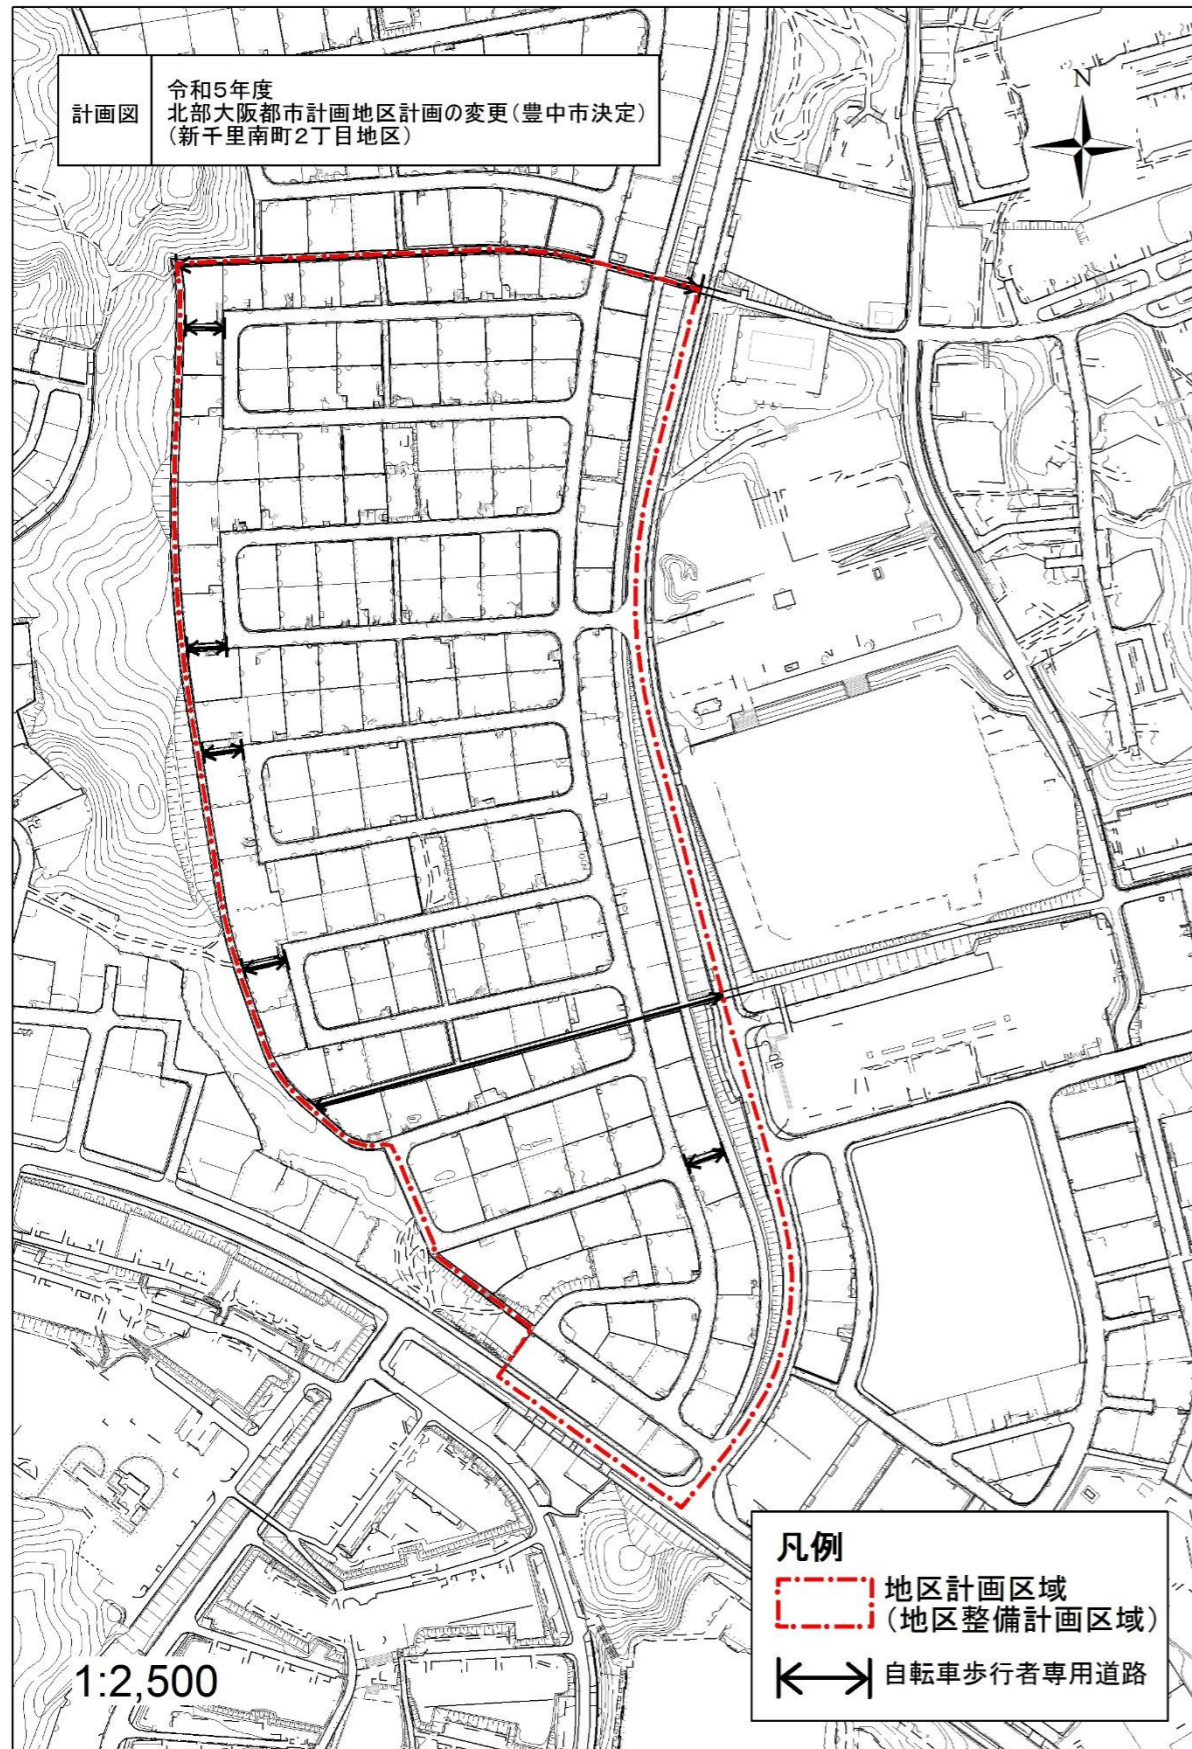 計画図
令和5年度
北部大阪都市計画地区計画の変更(豊中市決定)
(新千里南町2丁目地区)
N
凡例
地区計画区域
(地区整備計画区域)
自転車歩行者専用道路
1:2,500